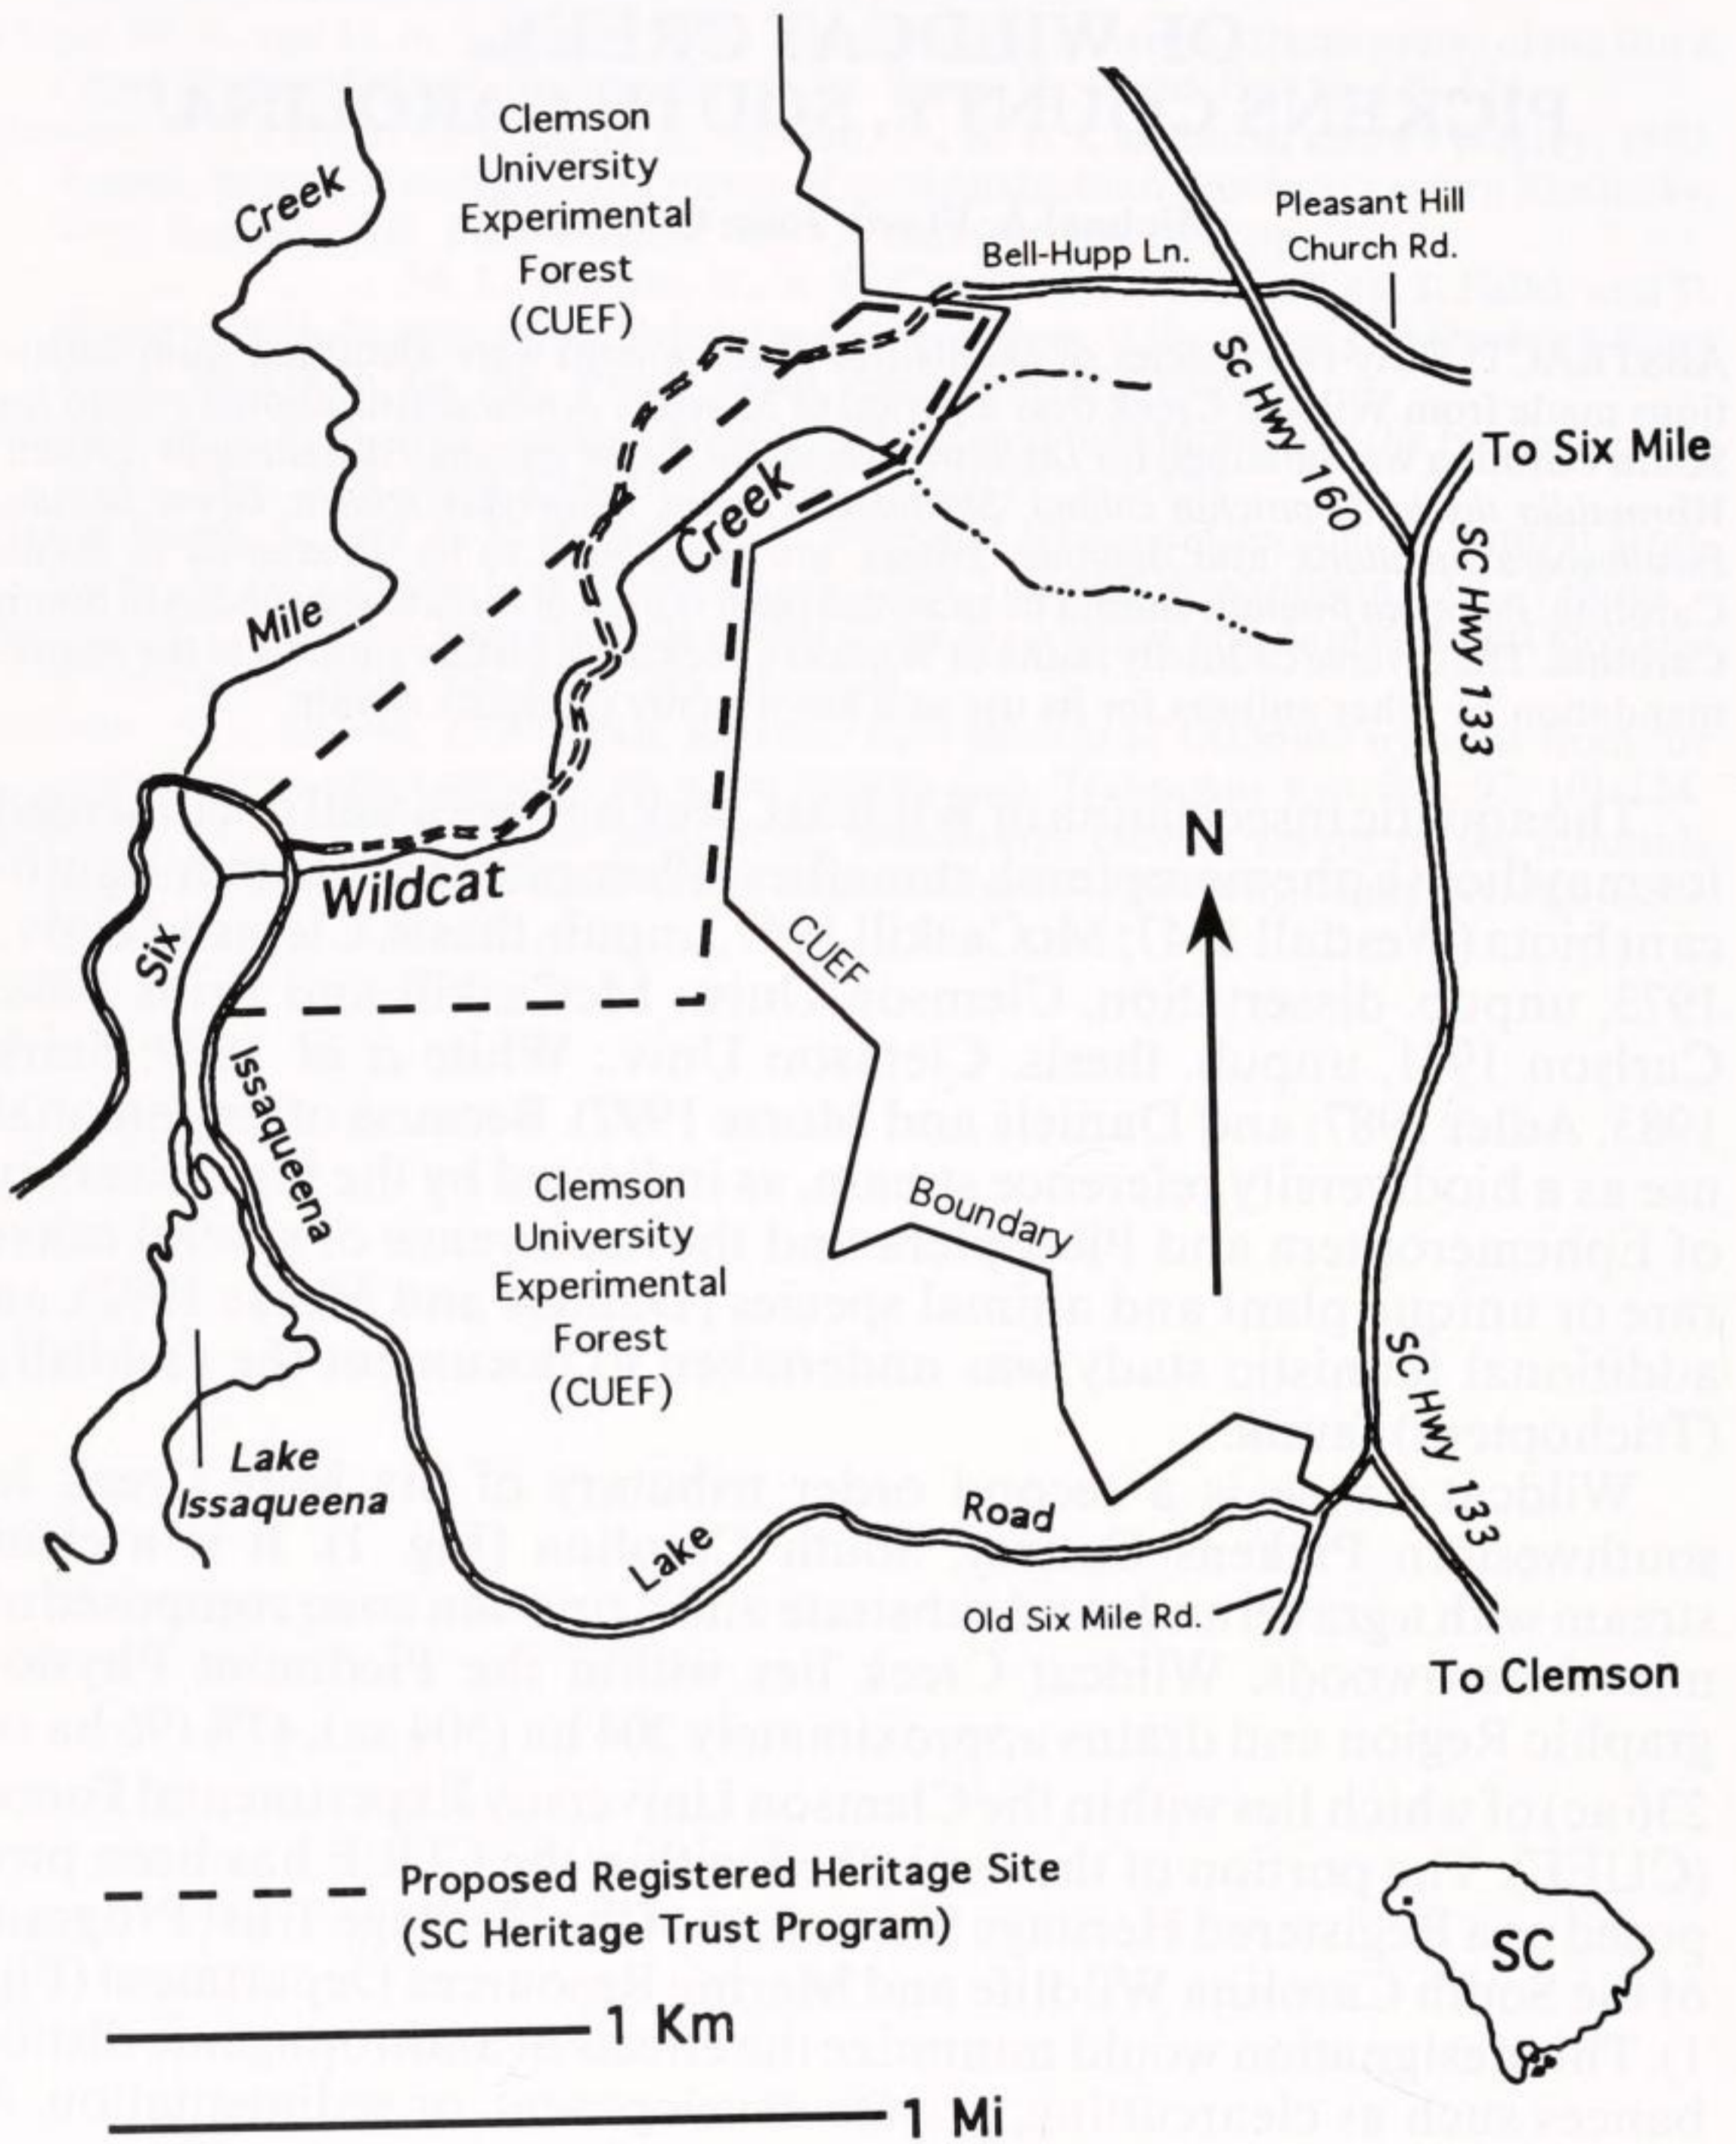 Clemson
University
Experimental
Forest
(CUEF)
Creek
Mile
Six
Pleasant Hill
Church Rd.
Bell-Hupp Ln.
Sc Hwy 160
To Six Mile
SC Hwy 133
Creek
Wildcat
N
CUEF
Boundary
Issaqueena
Clemson
University
Experimental
Forest
(CUEF)
Lake
Issaqueena
Lake
Road
SC Hwy 133
Old Six Mile Rd.
To Clemson
Proposed Registered Heritage Site
(SC Heritage Trust Program)
1 Km
1 Mi
SC